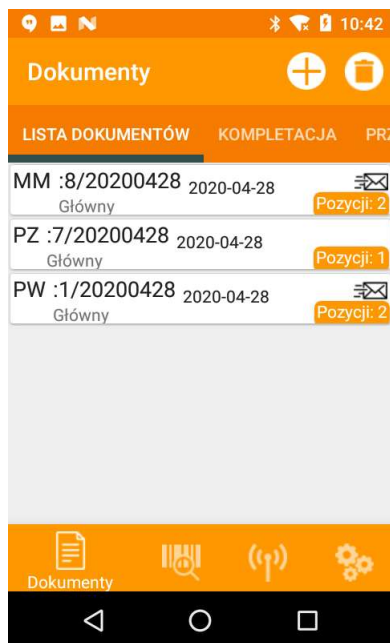 10:42
Dokumenty
LISTA DOKUMENTÓW KOMPLETACJA PRZ
MM :8/20200428 2020-04-28
Główny Pozycji: 2
PZ :7/20200428 2020-04-28
Główny Pozycji: 1
PW :1/20200428 2020-04-28
Główny Pozycji: 2
Dokumenty